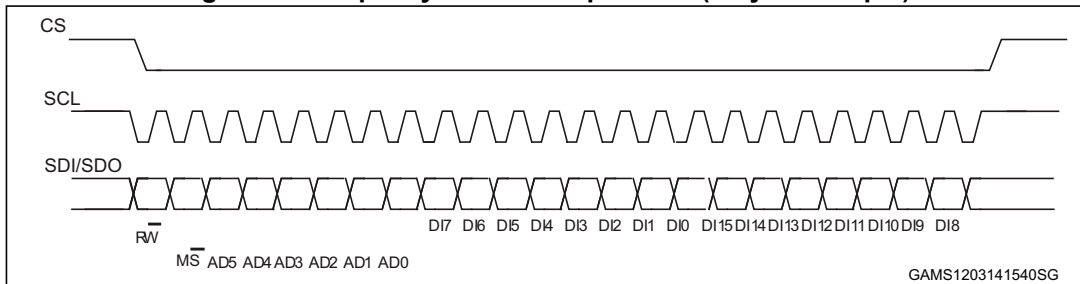 CS
SCL
SDI/SDO
DI7 DI6 DI5 DI4 DI3 DI2 DI1 DI0 DI15 DI14 DI13 DI12 DI11 DI10 DI9 DI8
RW
MS AD5 AD4 AD3 AD2 AD1 AD0
GAMS1203141540SG